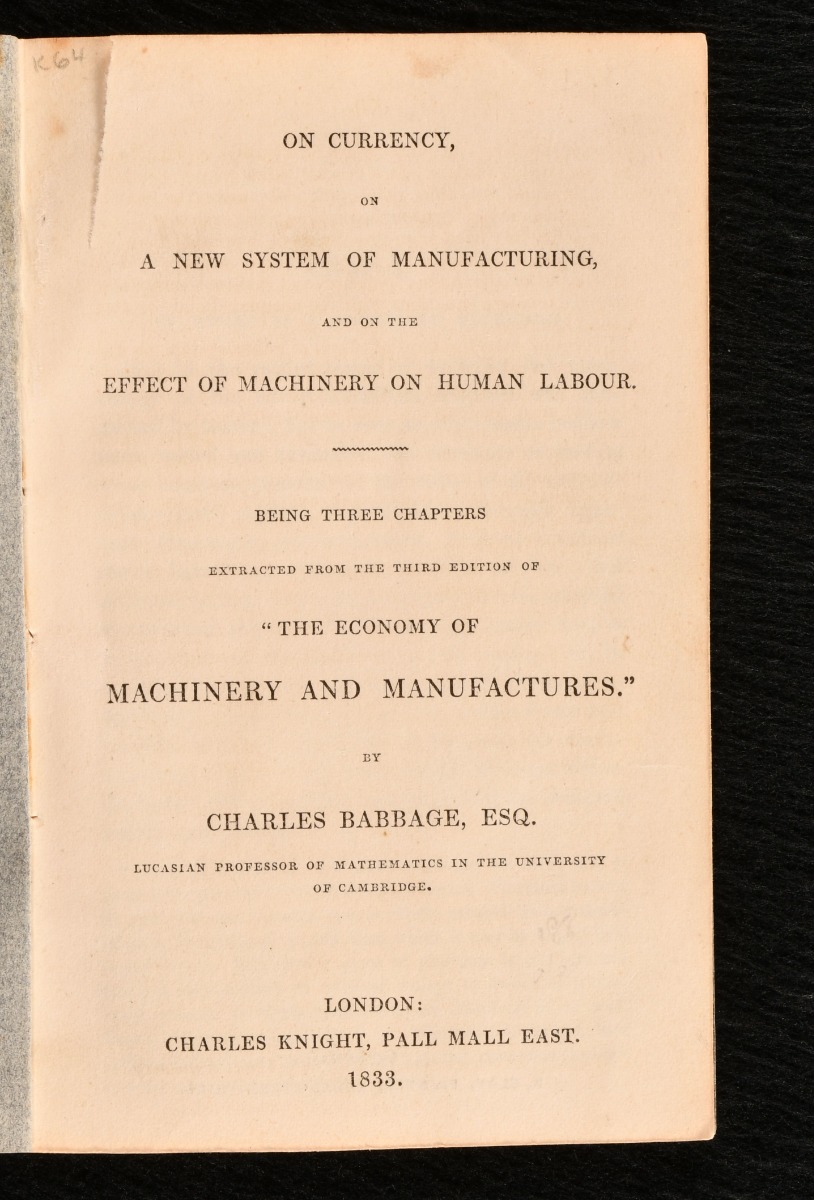 K64
ON CURRENCY,
ON
A NEW SYSTEM OF MANUFACTURING,
AND ON THE
EFFECT OF MACHINERY ON HUMAN LABOUR.
BEING THREE CHAPTERS
EXTRACTED FROM THE THIRD EDITION OF
“THE ECONOMY OF
MACHINERY AND MANUFACTURES.”
BY
CHARLES BABBAGE, ESQ.
LUCASIAN PROFESSOR OF MATHEMATICS IN THE UNIVERSITY
OF CAMBRIDGE.
LONDON:
CHARLES KNIGHT, PALL MALL EAST.
1833.